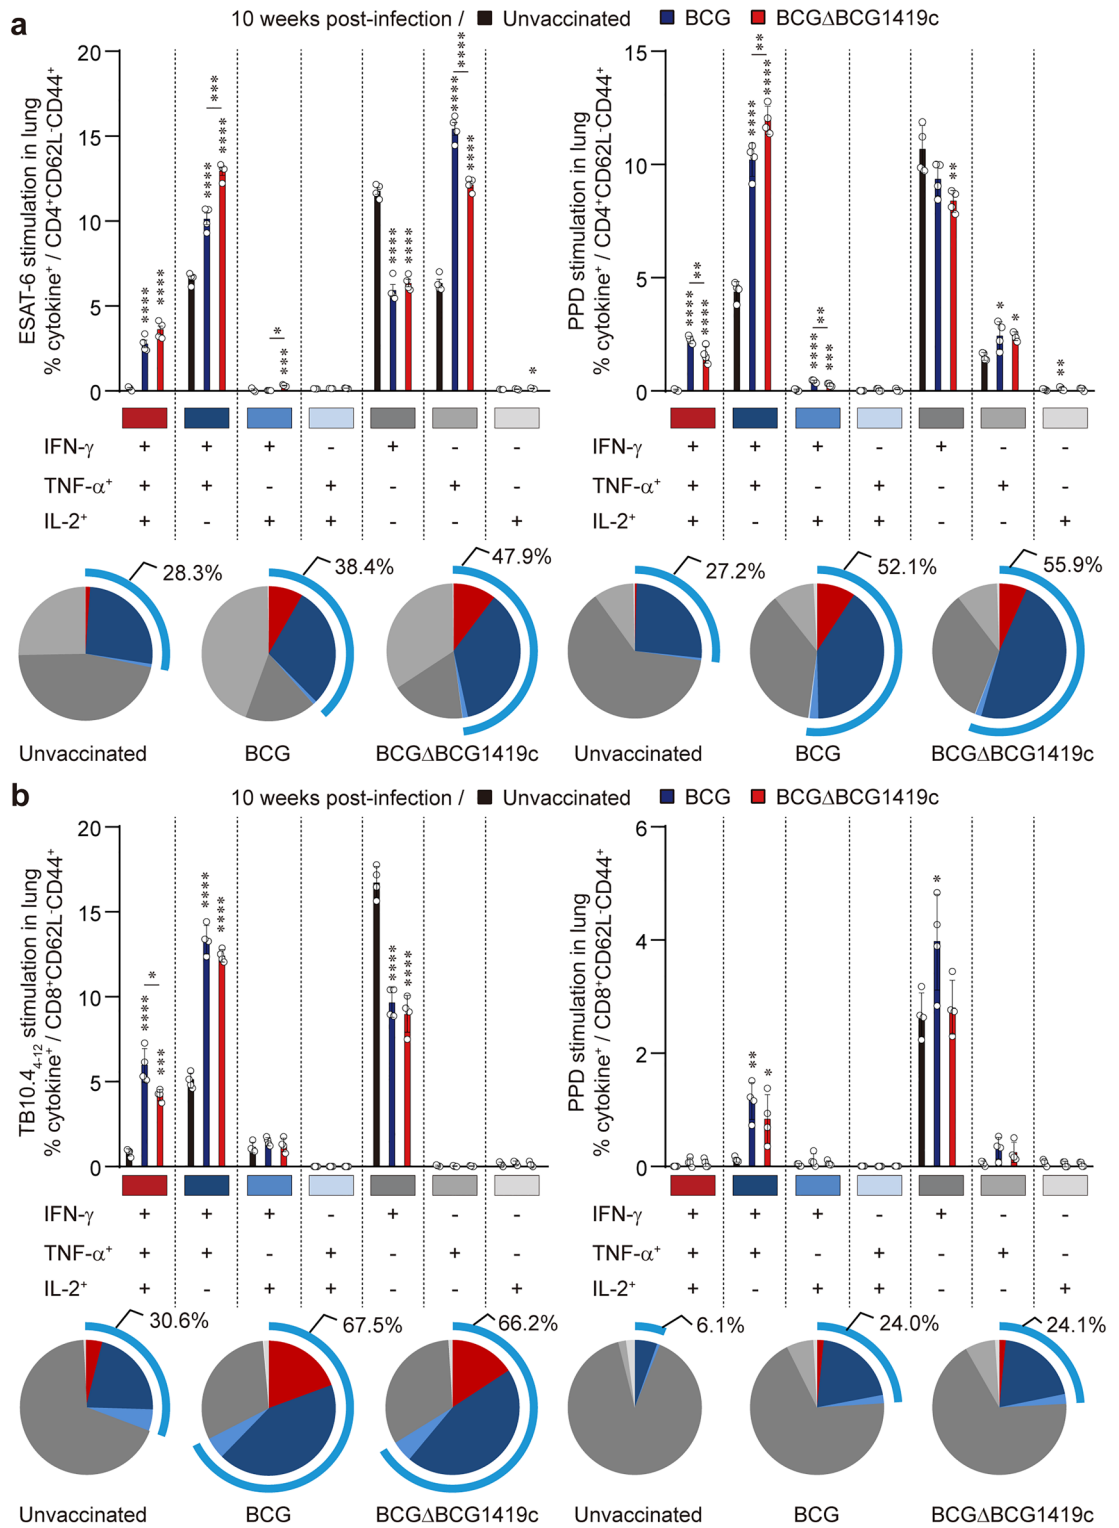 a
10 weeks post-infection / Unvaccinated BCG BCGΔBCG1419c
ESAT-6 stimulation in lung
% cytokine⁺ / CD4⁺CD62L⁻CD44⁺
20
15
10
5
0
**** **** **** **** *** * *** **** **** **** **** **** *
PPD stimulation in lung
% cytokine⁺ / CD4⁺CD62L⁻CD44⁺
15
10
5
0
**** **** ** **** **** ** **** *** ** ** * * **
IFN-γ + + + - + - -
TNF-α⁺ + + - + - + -
IL-2⁺ + - + + - - +
IFN-γ + + + - + - -
TNF-α⁺ + + - + - + -
IL-2⁺ + - + + - - +
28.3%
38.4%
47.9%
27.2%
52.1%
55.9%
Unvaccinated
BCG
BCGΔBCG1419c
Unvaccinated
BCG
BCGΔBCG1419c
b
10 weeks post-infection / Unvaccinated BCG BCGΔBCG1419c
TB10.4₄₋₁₂ stimulation in lung
% cytokine⁺ / CD8⁺CD62L⁻CD44⁺
20
15
10
5
0
**** *** * **** **** **** ****
PPD stimulation in lung
% cytokine⁺ / CD8⁺CD62L⁻CD44⁺
6
4
2
0
** * *
IFN-γ + + + - + - -
TNF-α⁺ + + - + - + -
IL-2⁺ + - + + - - +
IFN-γ + + + - + - -
TNF-α⁺ + + - + - + -
IL-2⁺ + - + + - - +
30.6%
67.5%
66.2%
6.1%
24.0%
24.1%
Unvaccinated
BCG
BCGΔBCG1419c
Unvaccinated
BCG
BCGΔBCG1419c